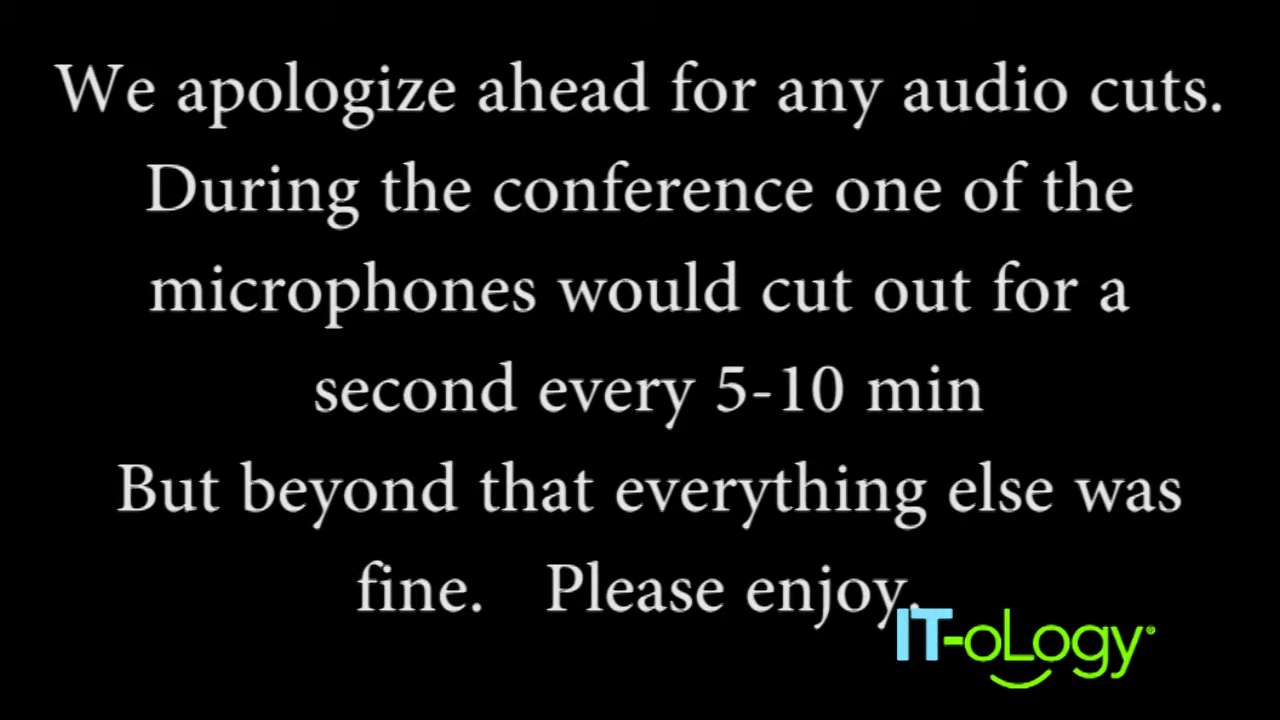 We apologize ahead for any audio cuts.
During the conference one of the
microphones would cut out for a
second every 5-10 min
But beyond that everything else was
fine. Please enjoy.
IT-oLogy®